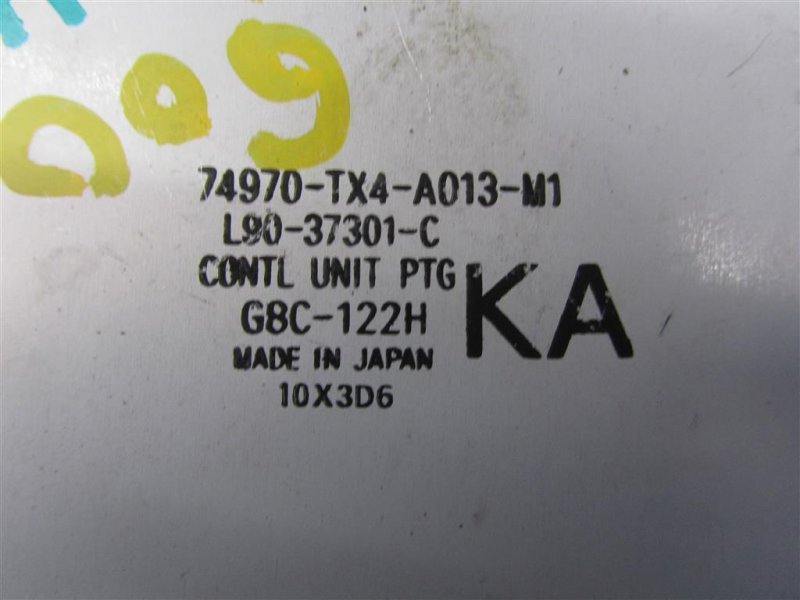 009
74970-TX4-A013-M1
L90-37301-C
CONTL UNIT PTG
G8C-122H
KA
MADE IN JAPAN
10X3D6